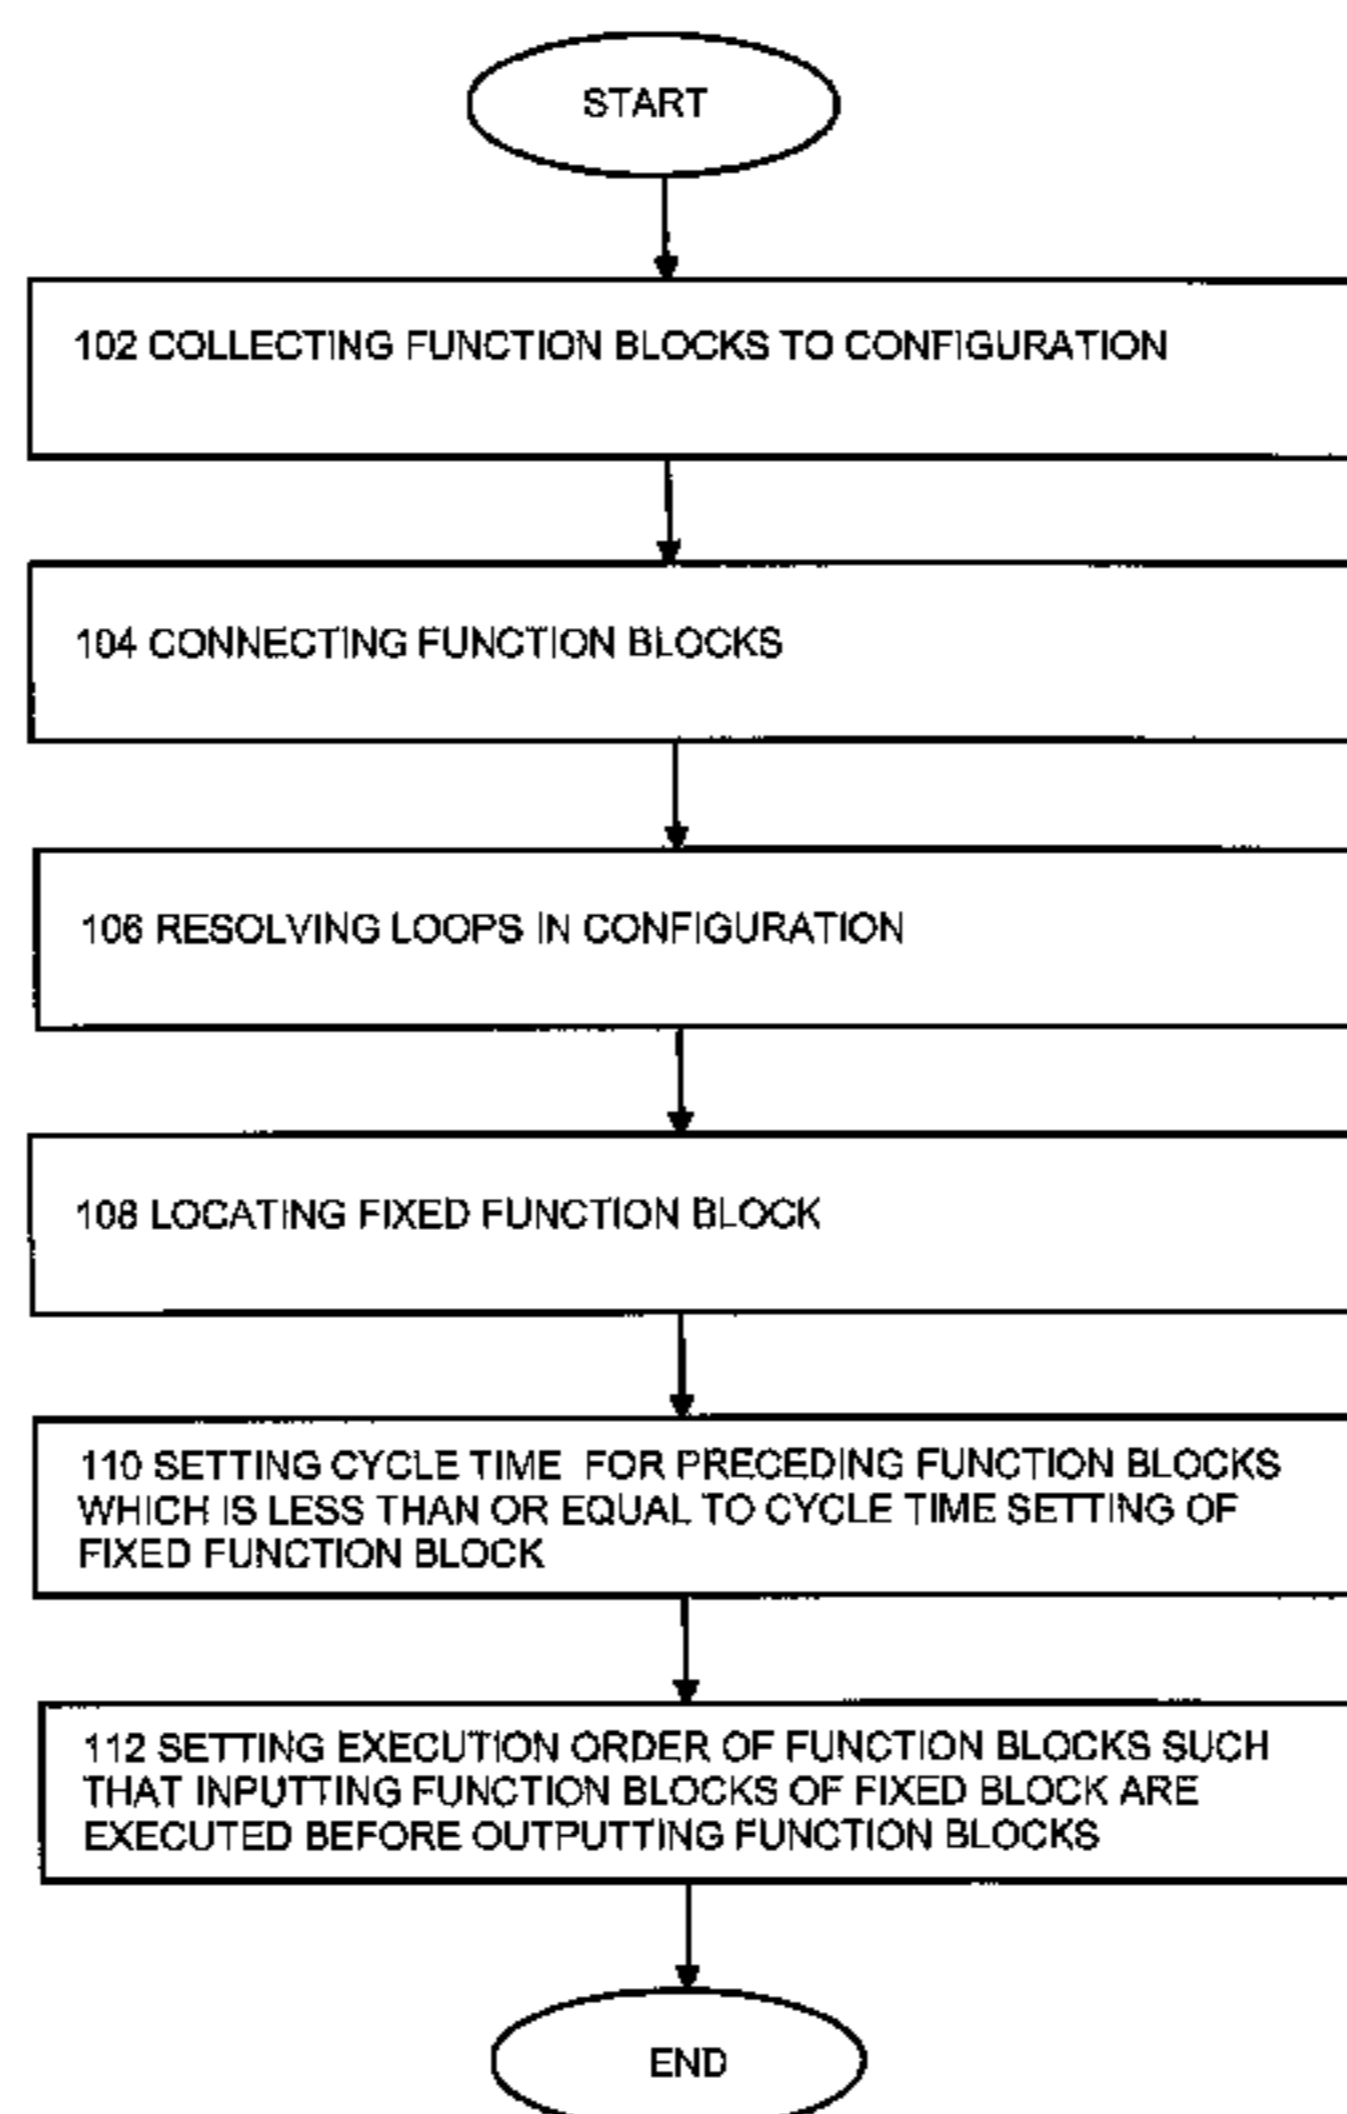 START
102 COLLECTING FUNCTION BLOCKS TO CONFIGURATION
104 CONNECTING FUNCTION BLOCKS
106 RESOLVING LOOPS IN CONFIGURATION
108 LOCATING FIXED FUNCTION BLOCK
110 SETTING CYCLE TIME FOR PRECEDING FUNCTION BLOCKS
WHICH IS LESS THAN OR EQUAL TO CYCLE TIME SETTING OF
FIXED FUNCTION BLOCK
112 SETTING EXECUTION ORDER OF FUNCTION BLOCKS SUCH
THAT INPUTTING FUNCTION BLOCKS OF FIXED BLOCK ARE
EXECUTED BEFORE OUTPUTTING FUNCTION BLOCKS
END